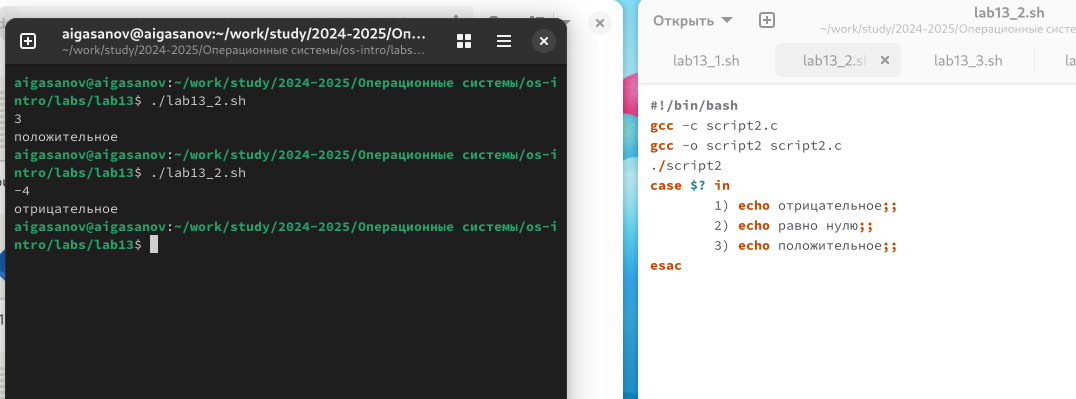 aigasanov@aigasanov:~/work/study/2024-2025/Оп...
~/work/study/2024-2025/Операционные системы/os-intro/labs...
aigasanov@aigasanov:~/work/study/2024-2025/Операционные системы/os-i
ntro/labs/lab13$ ./lab13_2.sh
3
положительное
aigasanov@aigasanov:~/work/study/2024-2025/Операционные системы/os-i
ntro/labs/lab13$ ./lab13_2.sh
-4
отрицательное
aigasanov@aigasanov:~/work/study/2024-2025/Операционные системы/os-i
ntro/labs/lab13$
Открыть
lab13_2.sh
~/work/study/2024-2025/Операционные систе
lab13_1.sh
lab13_2.sh
lab13_3.sh
la
#!/bin/bash
gcc -c script2.c
gcc -o script2 script2.c
./script2
case $? in
1) echo отрицательное;;
2) echo равно нулю;;
3) echo положительное;;
esac